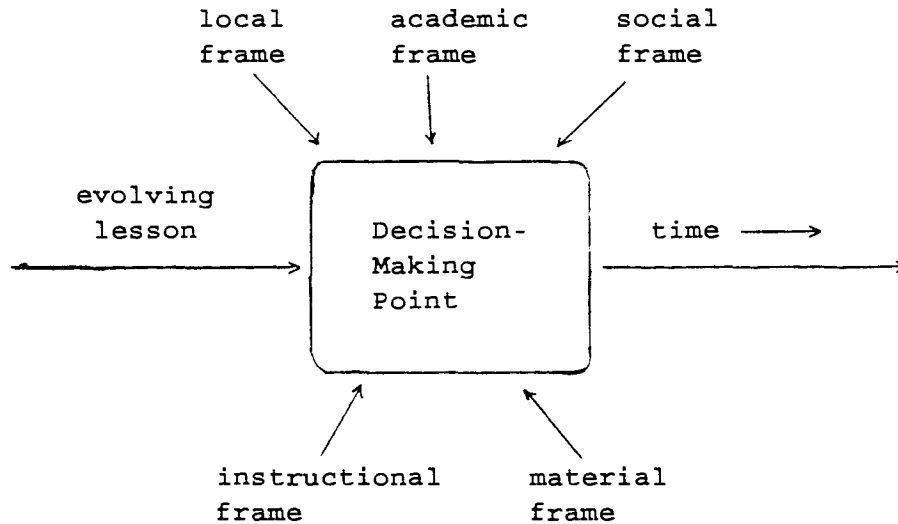 local
frame
academic
frame
social
frame
evolving
lesson
Decision-
Making
Point
time
instructional
frame
material
frame